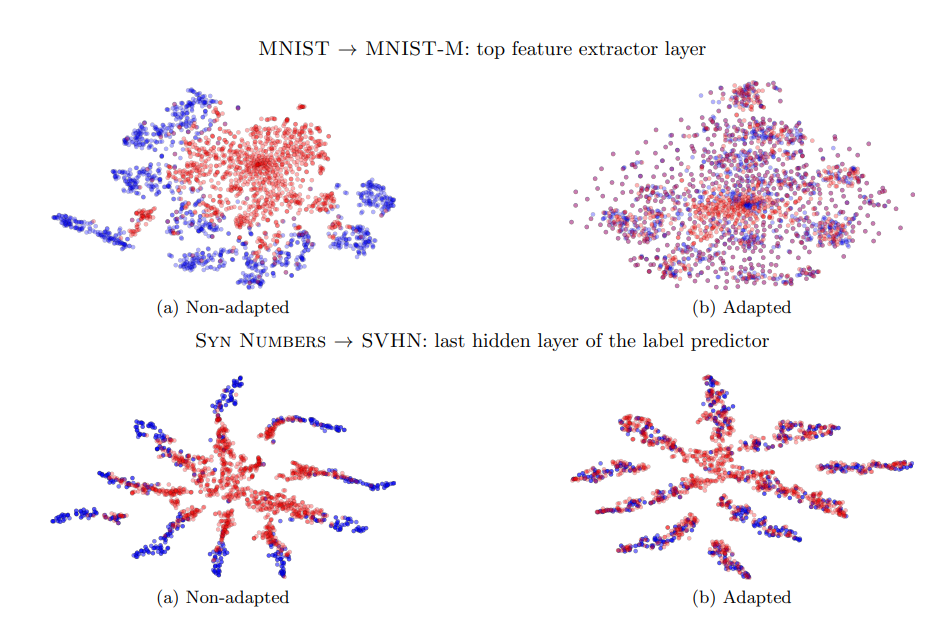 MNIST → MNIST-M: top feature extractor layer
(a) Non-adapted
(b) Adapted
Syn Numbers → SVHN: last hidden layer of the label predictor
(a) Non-adapted
(b) Adapted